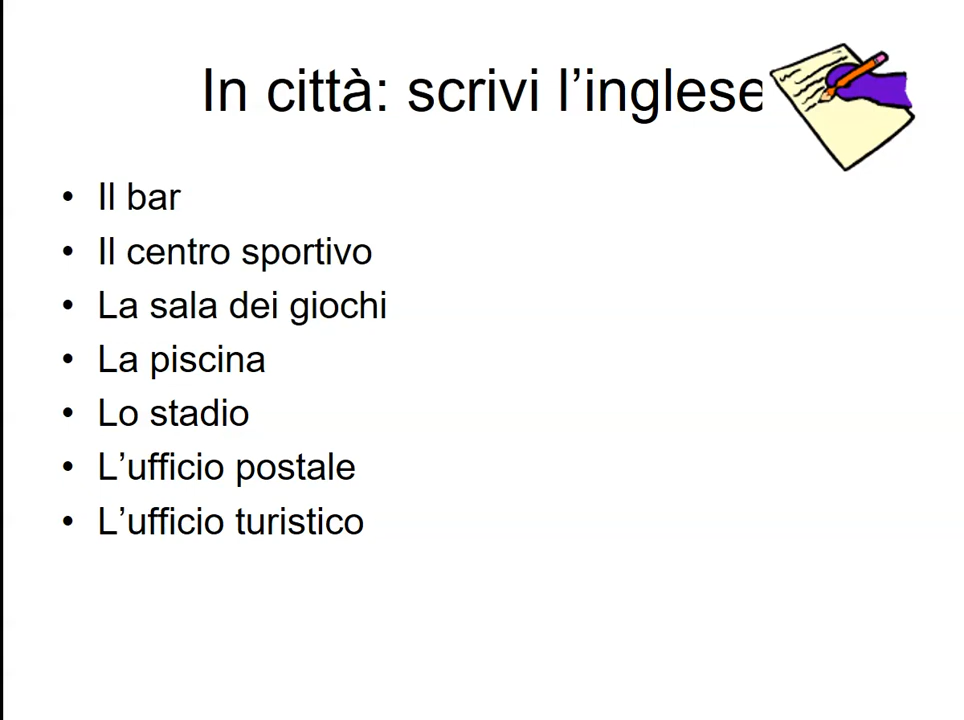 In città: scrivi l’inglese
• Il bar
• Il centro sportivo
• La sala dei giochi
• La piscina
• Lo stadio
• L’ufficio postale
• L’ufficio turistico